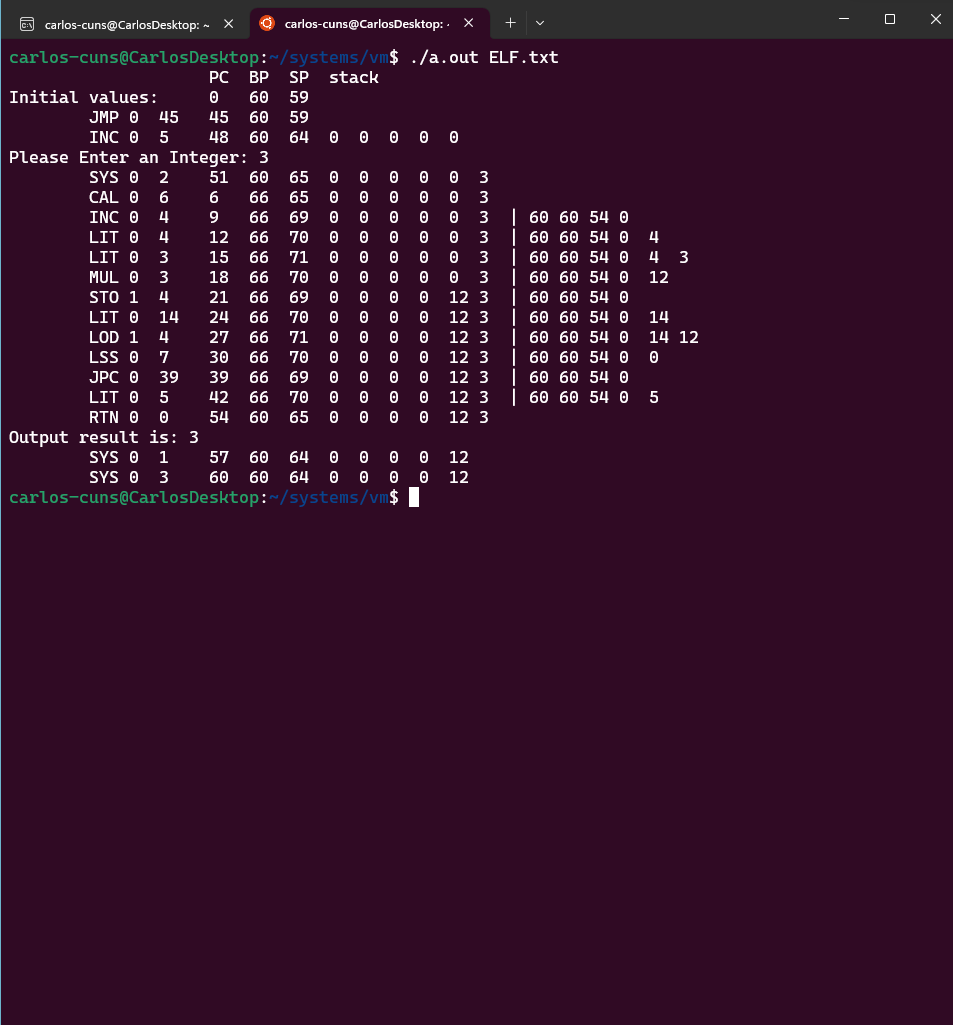 carlos-cuns@CarlosDesktop: ~
carlos-cuns@CarlosDesktop:
carlos-cuns@CarlosDesktop:~/systems/vm$ ./a.out ELF.txt
                    PC  BP  SP  stack
Initial values:     0   60  59
        JMP 0  45   45  60  59
        INC 0  5    48  60  64  0  0  0  0  0
Please Enter an Integer: 3
        SYS 0  2    51  60  65  0  0  0  0  0  3
        CAL 0  6    6   66  65  0  0  0  0  0  3
        INC 0  4    9   66  69  0  0  0  0  0  3  | 60 60 54 0
        LIT 0  4    12  66  70  0  0  0  0  0  3  | 60 60 54 0  4
        LIT 0  3    15  66  71  0  0  0  0  0  3  | 60 60 54 0  4  3
        MUL 0  3    18  66  70  0  0  0  0  0  3  | 60 60 54 0  12
        STO 1  4    21  66  69  0  0  0  0  12 3  | 60 60 54 0
        LIT 0  14   24  66  70  0  0  0  0  12 3  | 60 60 54 0  14
        LOD 1  4    27  66  71  0  0  0  0  12 3  | 60 60 54 0  14 12
        LSS 0  7    30  66  70  0  0  0  0  12 3  | 60 60 54 0  0
        JPC 0  39   39  66  69  0  0  0  0  12 3  | 60 60 54 0
        LIT 0  5    42  66  70  0  0  0  0  12 3  | 60 60 54 0  5
        RTN 0  0    54  60  65  0  0  0  0  12 3
Output result is: 3
        SYS 0  1    57  60  64  0  0  0  0  12
        SYS 0  3    60  60  64  0  0  0  0  12
carlos-cuns@CarlosDesktop:~/systems/vm$